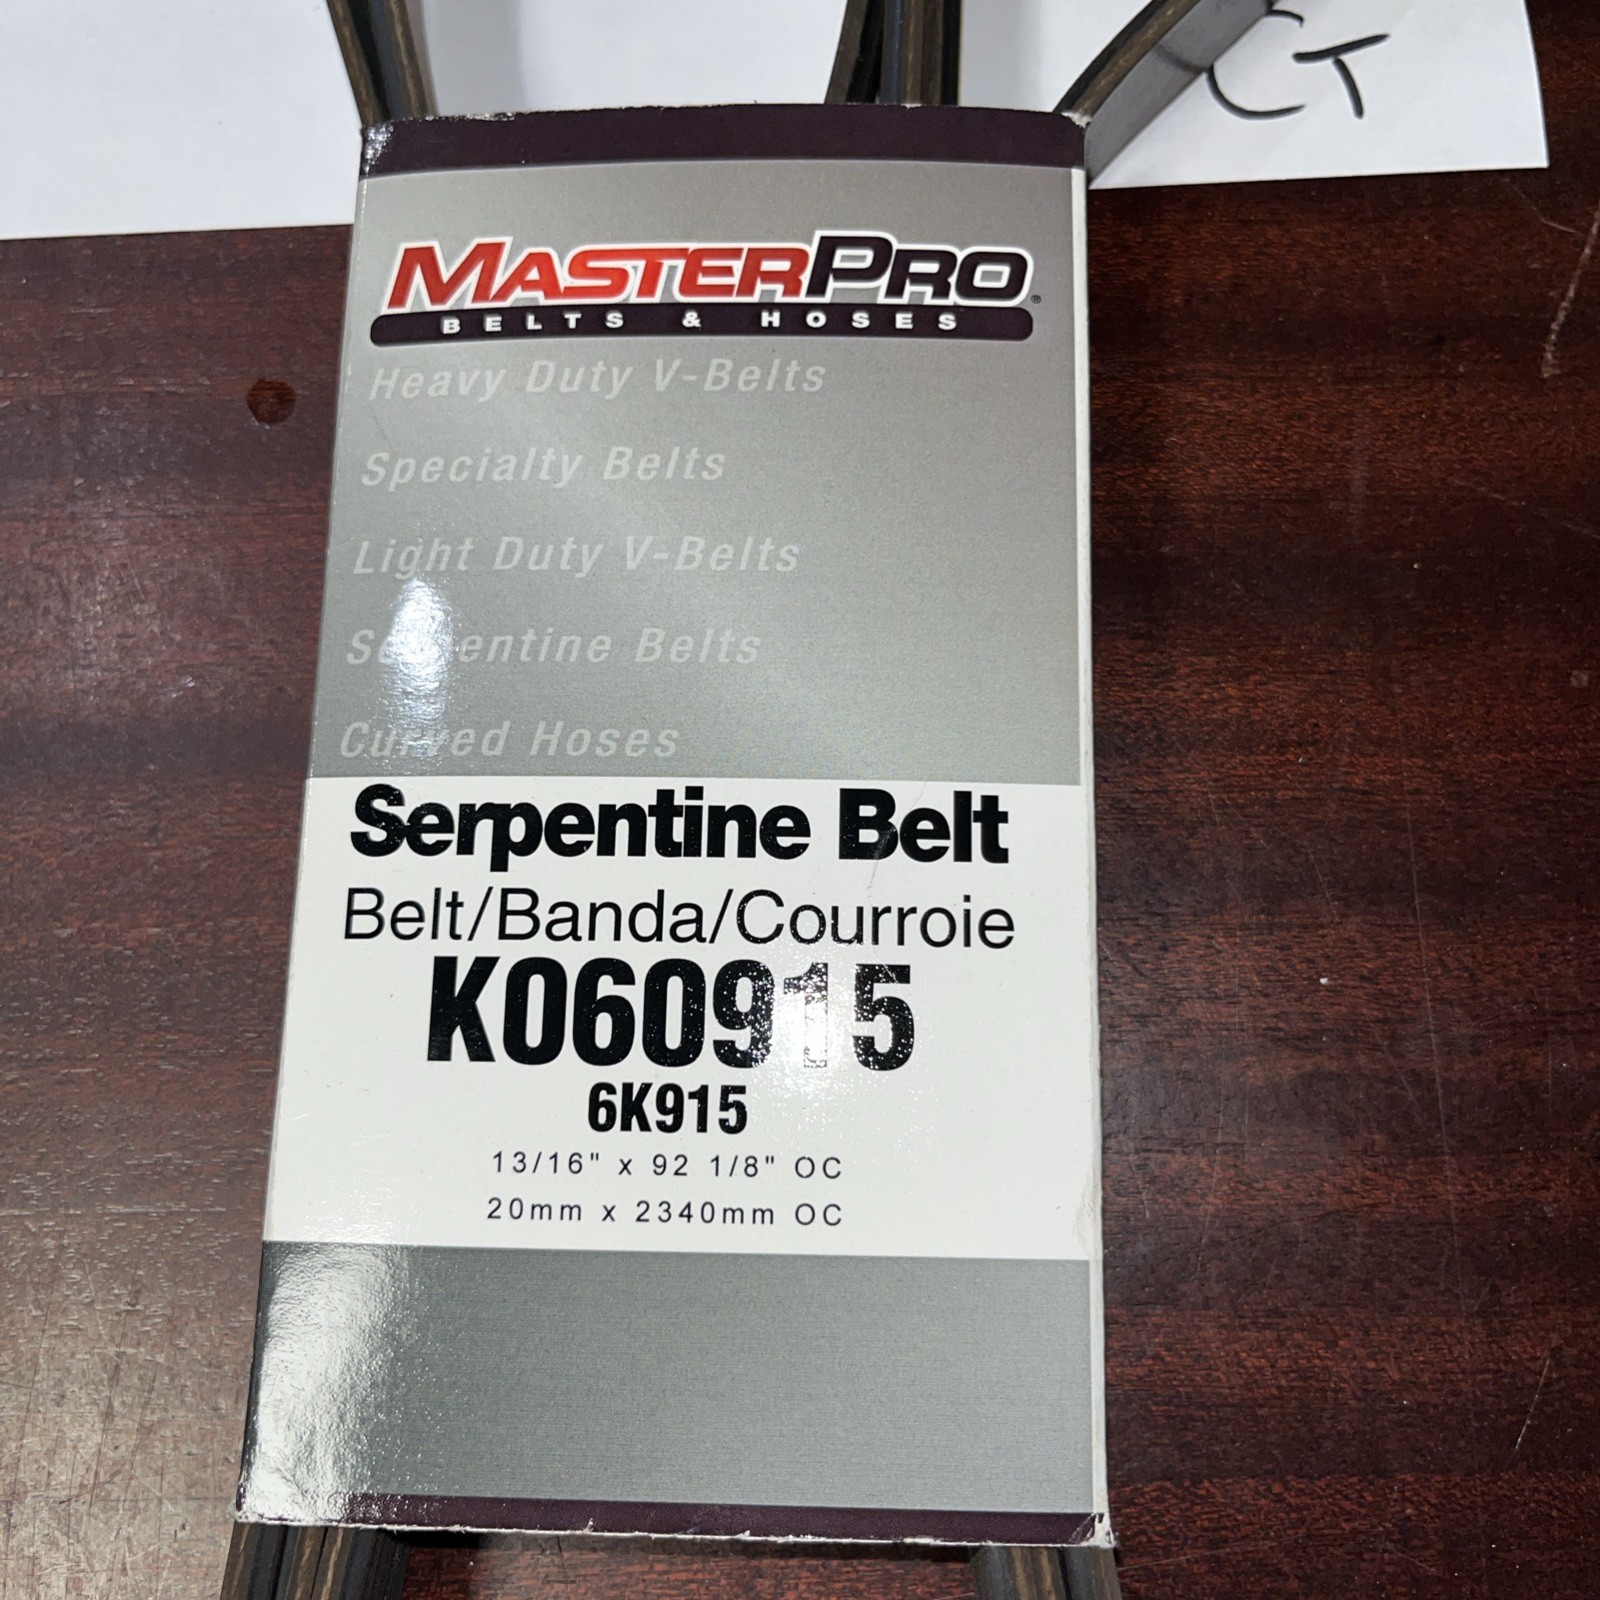 CT
MASTERPRO®
BELTS & HOSES
Heavy Duty V-Belts
Specialty Belts
Light Duty V-Belts
Serpentine Belts
Curved Hoses
Serpentine Belt
Belt/Banda/Courroie
K060915
6K915
13/16" x 92 1/8" OC
20mm x 2340mm OC